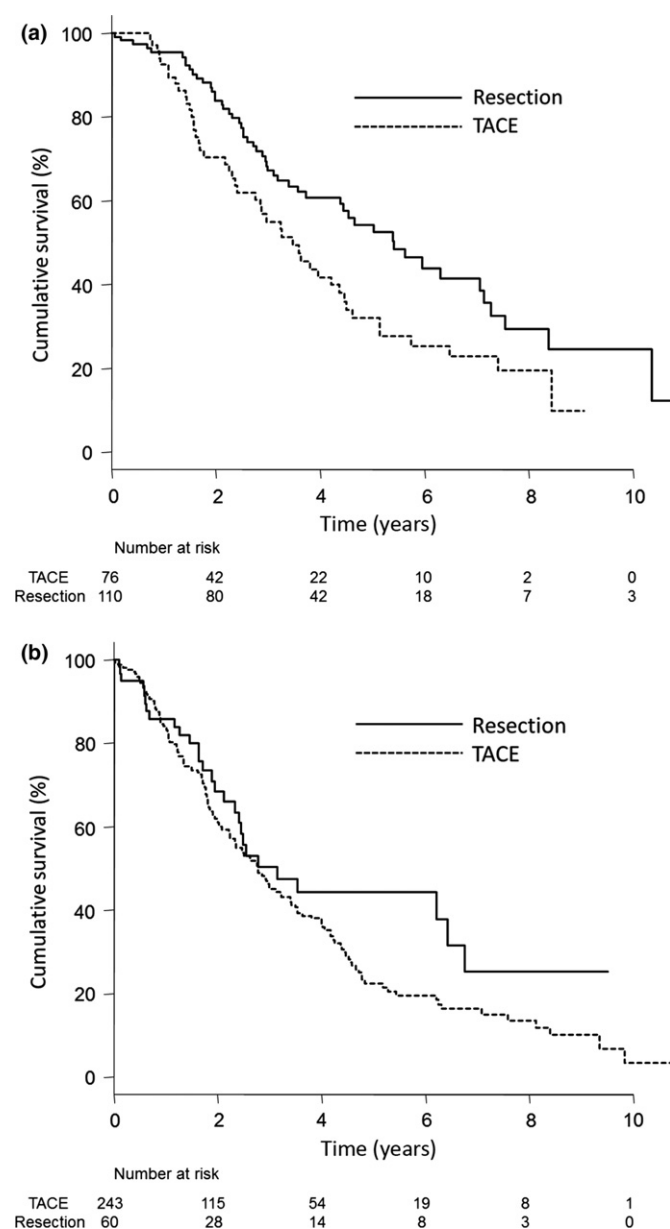 (a)
100
80
60
40
20
0
Cumulative survival (%)
Resection
TACE
0 2 4 6 8 10
Time (years)
Number at risk
TACE 76 42 22 10 2 0
Resection 110 80 42 18 7 3
(b)
100
80
60
40
20
0
Cumulative survival (%)
Resection
TACE
0 2 4 6 8 10
Time (years)
Number at risk
TACE 243 115 54 19 8 1
Resection 60 28 14 8 3 0